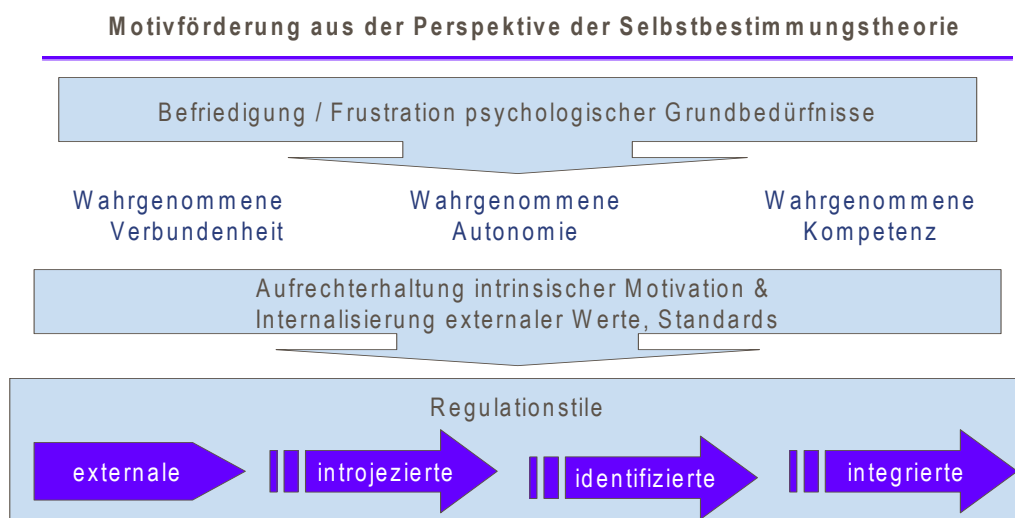 Motivförderung aus der Perspektive der Selbstbestimmungstheorie
Befriedigung / Frustration psychologischer Grundbedürfnisse
Wahrgenommene
Verbundenheit
Wahrgenommene
Autonomie
Wahrgenommene
Kompetenz
Aufrechterhaltung intrinsischer Motivation &
Internalisierung externaler Werte, Standards
Regulationstile
externale
introjezierte
identifizierte
integrierte